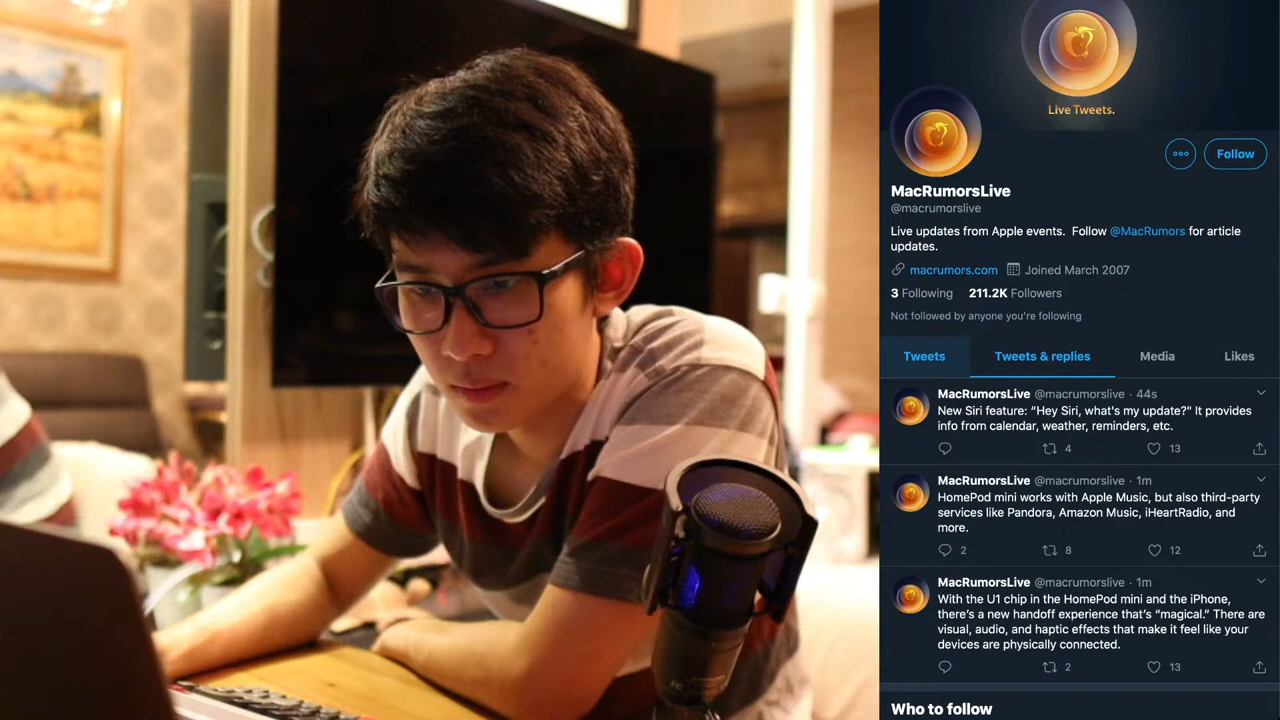 Live Tweets.
Follow
MacRumorsLive
@macrumorslive
Live updates from Apple events. Follow @MacRumors for article
updates.
macrumors.com Joined March 2007
3 Following 211.2K Followers
Not followed by anyone you're following
Tweets Tweets & replies Media Likes
MacRumorsLive @macrumorslive · 44s
New Siri feature: “Hey Siri, what's my update?" It provides
info from calendar, weather, reminders, etc.
4 13
MacRumorsLive @macrumorslive · 1m
HomePod mini works with Apple Music, but also third-party
services like Pandora, Amazon Music, iHeartRadio, and
more.
2 8 12
MacRumorsLive @macrumorslive · 1m
With the U1 chip in the HomePod mini and the iPhone,
there’s a new handoff experience that’s “magical.” There are
visual, audio, and haptic effects that make it feel like your
devices are physically connected.
2 13
Who to follow